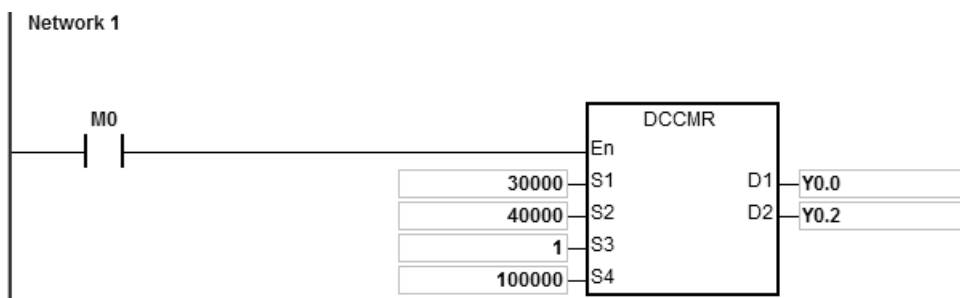 Network 1
M0
DCCMR
En
30000 S1 D1 Y0.0
40000 S2 D2 Y0.2
1 S3
100000 S4